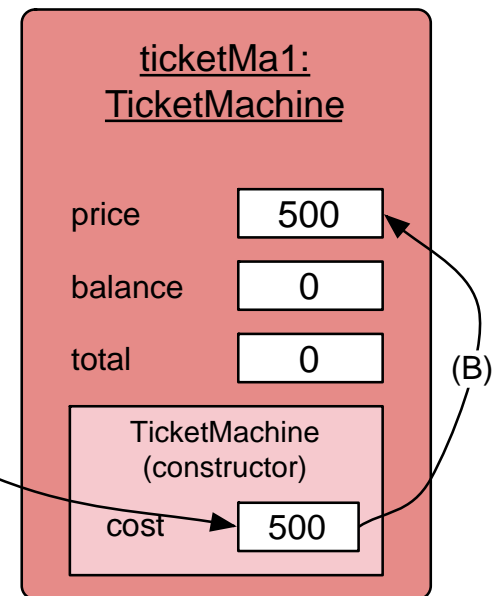 ticketMa1:
TicketMachine
price 500
balance 0
total 0
(B)
TicketMachine
(constructor)
cost 500